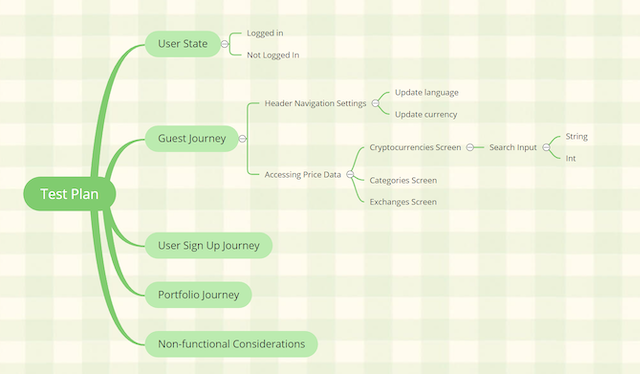 Test Plan
User State
Logged in
Not Logged In
Guest Journey
Header Navigation Settings
Update language
Update currency
Accessing Price Data
Cryptocurrencies Screen
Search Input
String
Int
Categories Screen
Exchanges Screen
User Sign Up Journey
Portfolio Journey
Non-functional Considerations